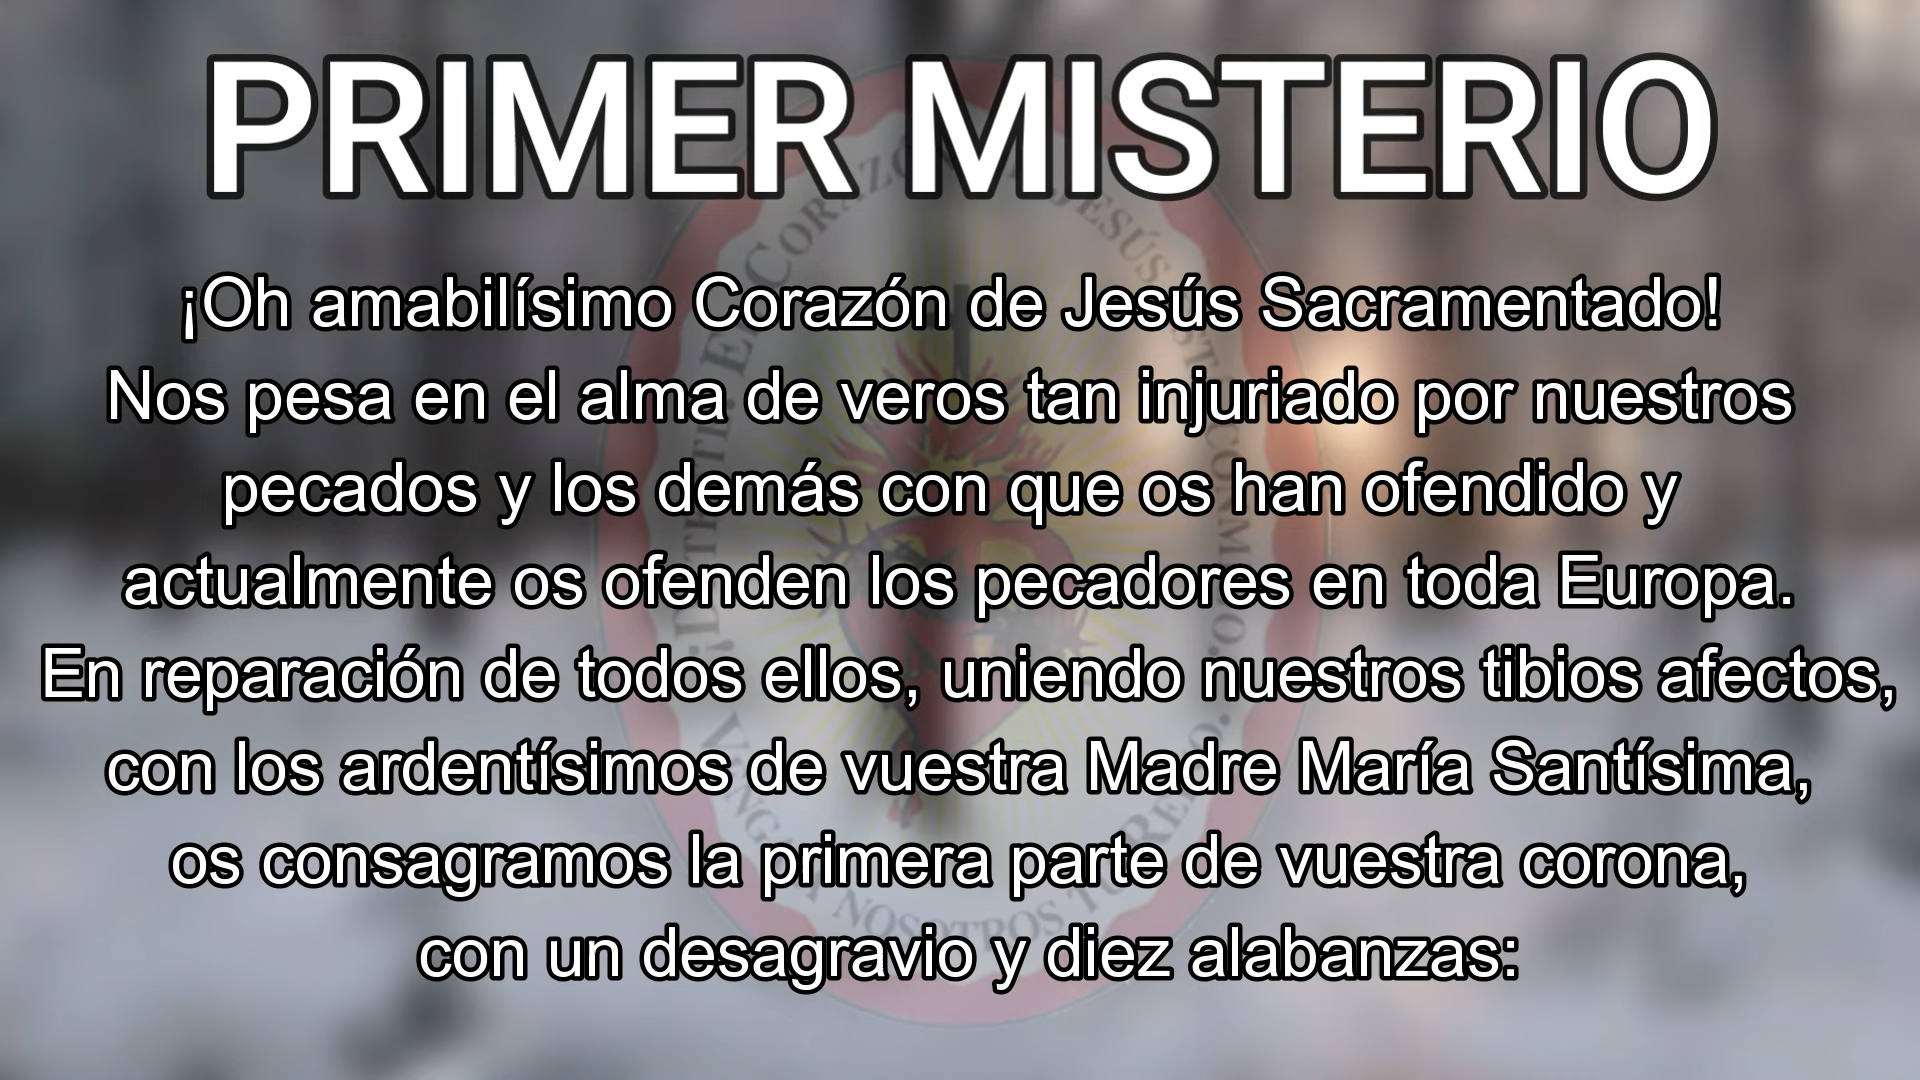 PRIMER MISTERIO
¡Oh amabilísimo Corazón de Jesús Sacramentado!
Nos pesa en el alma de veros tan injuriado por nuestros
pecados y los demás con que os han ofendido y
actualmente os ofenden los pecadores en toda Europa.
En reparación de todos ellos, uniendo nuestros tibios afectos,
con los ardentísimos de vuestra Madre María Santísima,
os consagramos la primera parte de vuestra corona,
con un desagravio y diez alabanzas: